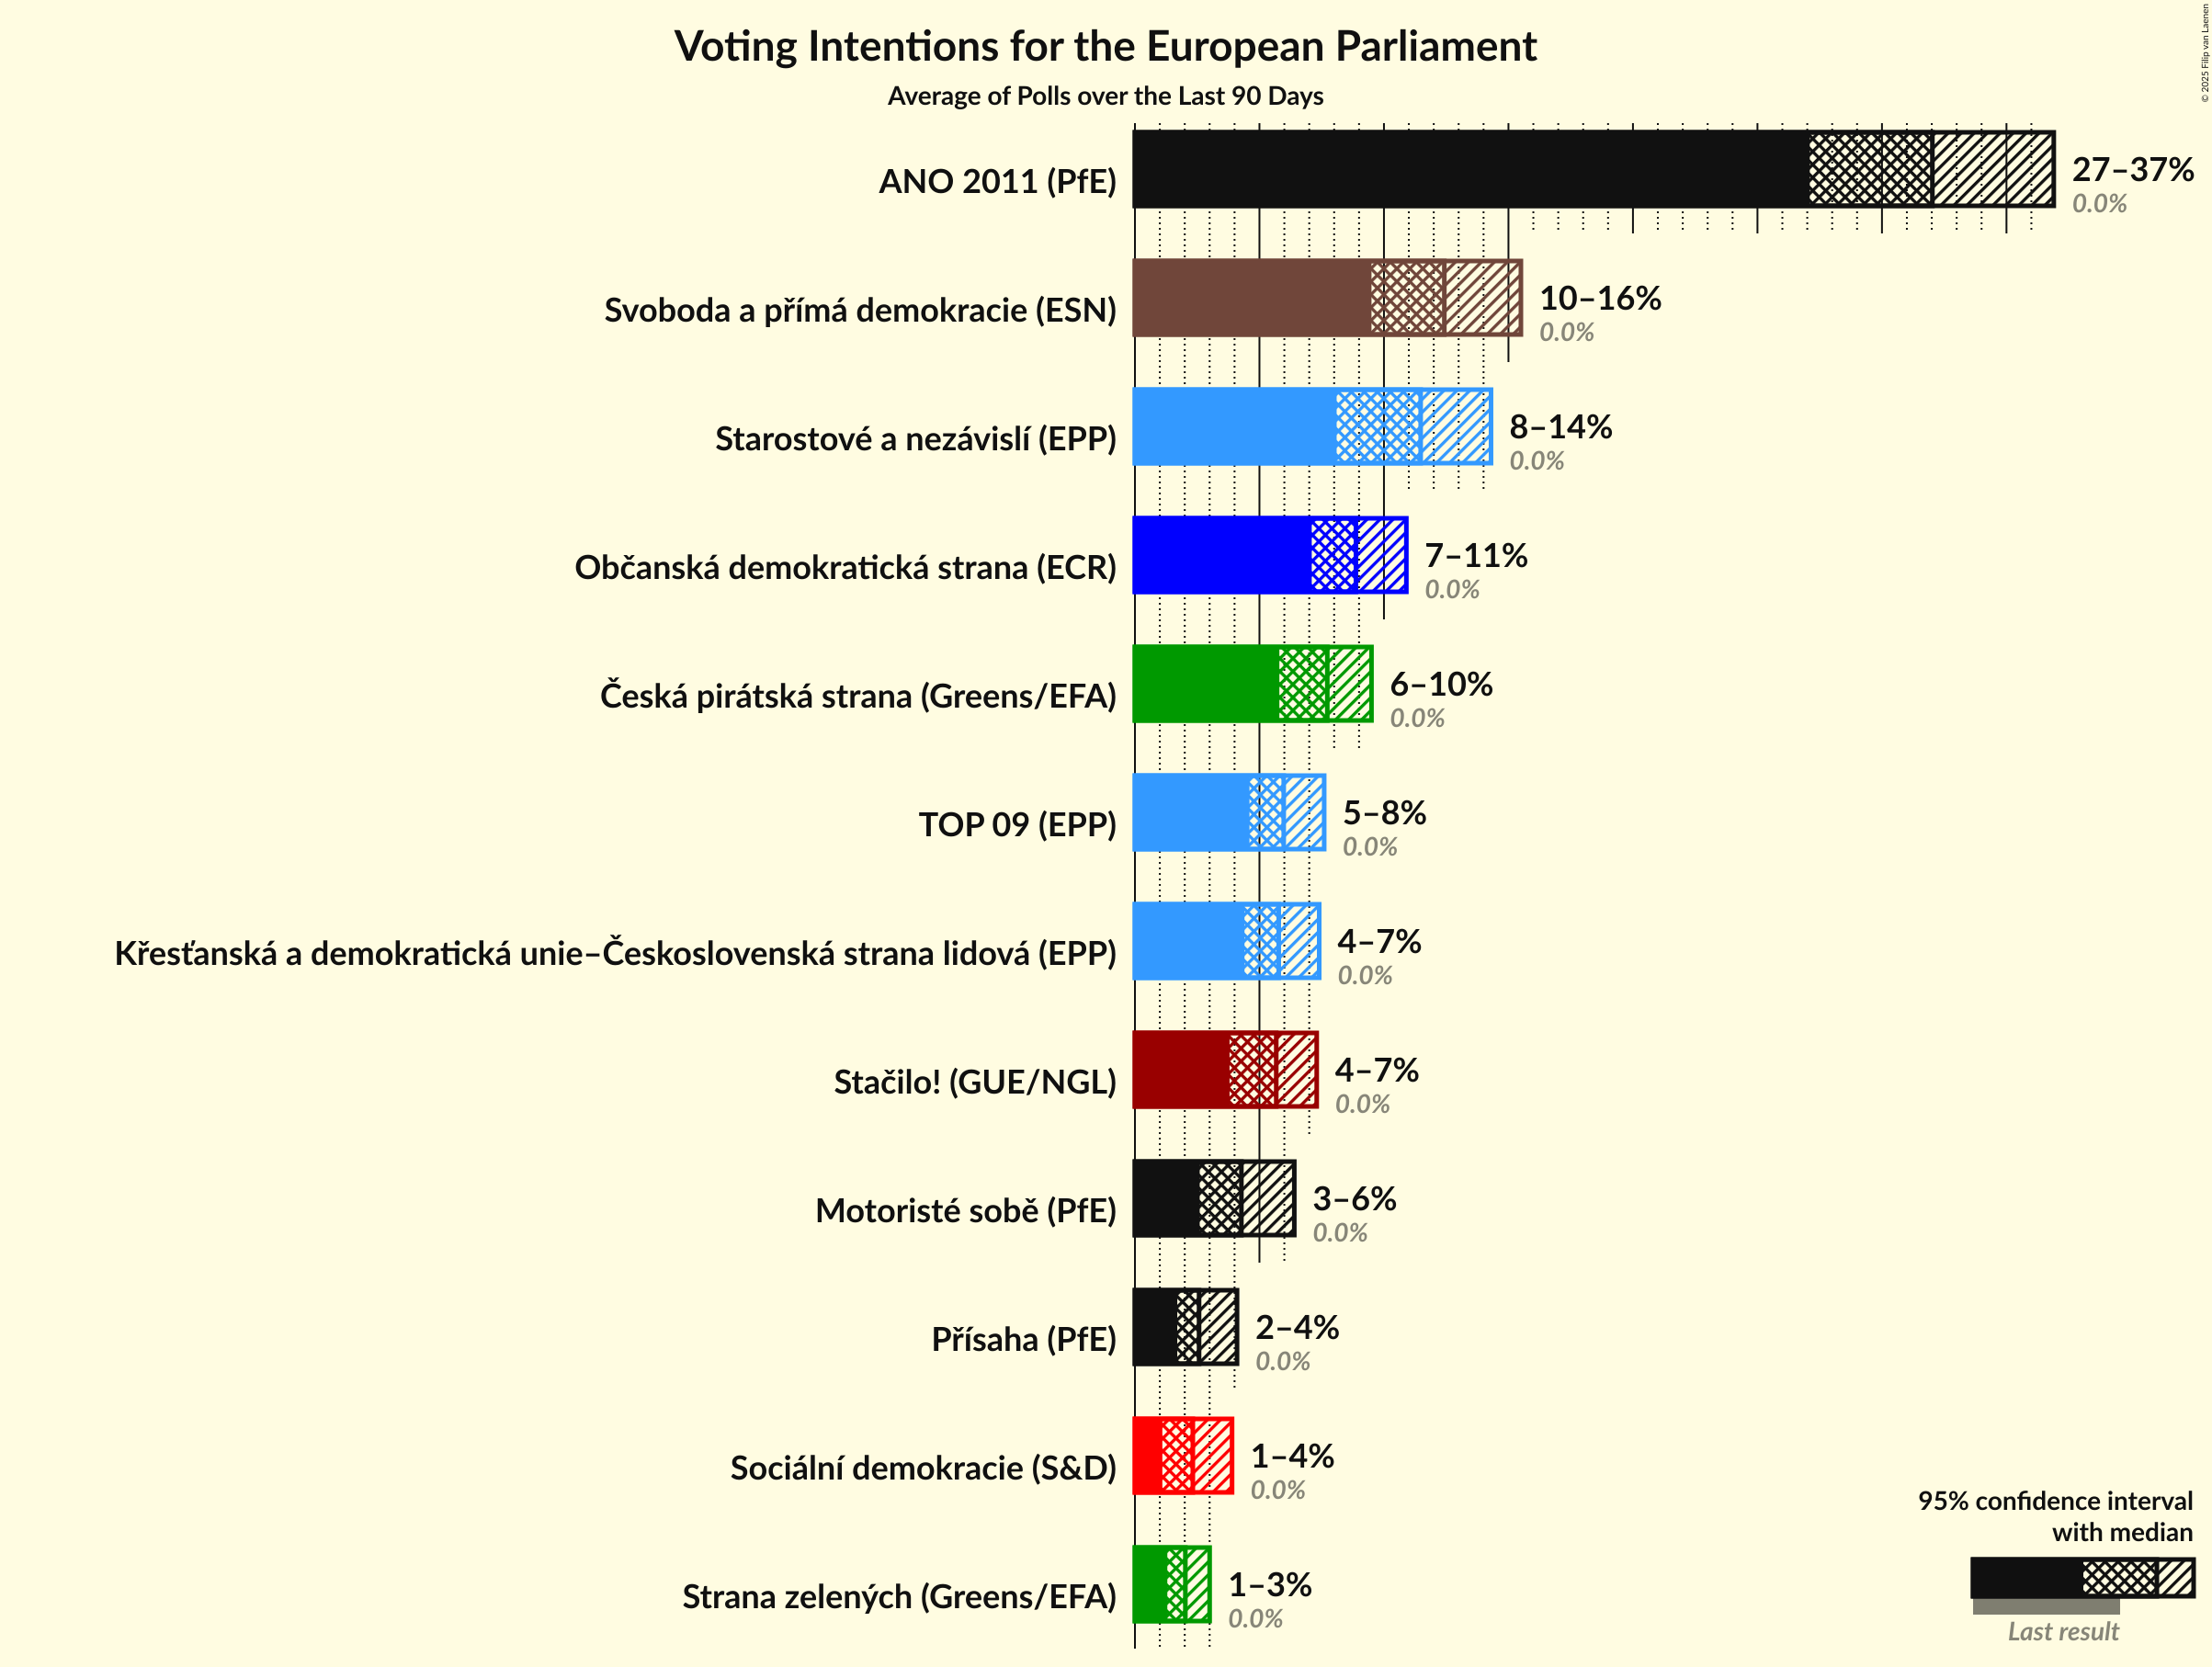 © 2025 Filip van Laenen
Voting Intentions for the European Parliament
Average of Polls over the Last 90 Days
ANO 2011 (PfE)
27–37%
0.0%
Svoboda a přímá demokracie (ESN)
10–16%
0.0%
Starostové a nezávislí (EPP)
8–14%
0.0%
Občanská demokratická strana (ECR)
7–11%
0.0%
Česká pirátská strana (Greens/EFA)
6–10%
0.0%
TOP 09 (EPP)
5–8%
0.0%
Křesťanská a demokratická unie–Československá strana lidová (EPP)
4–7%
0.0%
Stačilo! (GUE/NGL)
4–7%
0.0%
Motoristé sobě (PfE)
3–6%
0.0%
Přísaha (PfE)
2–4%
0.0%
Sociální demokracie (S&D)
1–4%
0.0%
Strana zelených (Greens/EFA)
1–3%
0.0%
95% confidence interval
with median
Last result